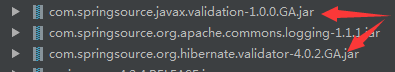 com.springsource.javax.validation-1.0.0.GA.jar
com.springsource.org.apache.commons.logging-1.1.1.jar
com.springsource.org.hibernate.validator-4.0.2.GA.jar